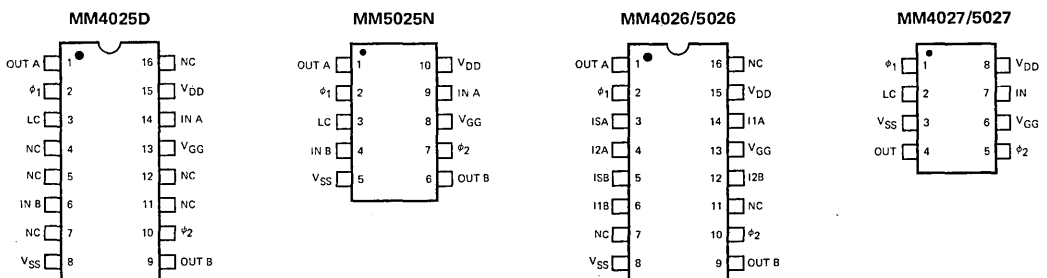 MM4025D MM5025N MM4026/5026 MM4027/5027
OUT A 1 16 NC
ϕ1 2 15 VDD
LC 3 14 IN A
NC 4 13 VGG
NC 5 12 NC
IN B 6 11 NC
NC 7 10 ϕ2
VSS 8 9 OUT B
OUT A 1 10 VDD
ϕ1 2 9 IN A
LC 3 8 VGG
IN B 4 7 ϕ2
VSS 5 6 OUT B
OUT A 1 16 NC
ϕ1 2 15 VDD
ISA 3 14 I1A
I2A 4 13 VGG
ISB 5 12 I2B
I1B 6 11 NC
NC 7 10 ϕ2
VSS 8 9 OUT B
ϕ1 1 8 VDD
LC 2 7 IN
VSS 3 6 VGG
OUT 4 5 ϕ2